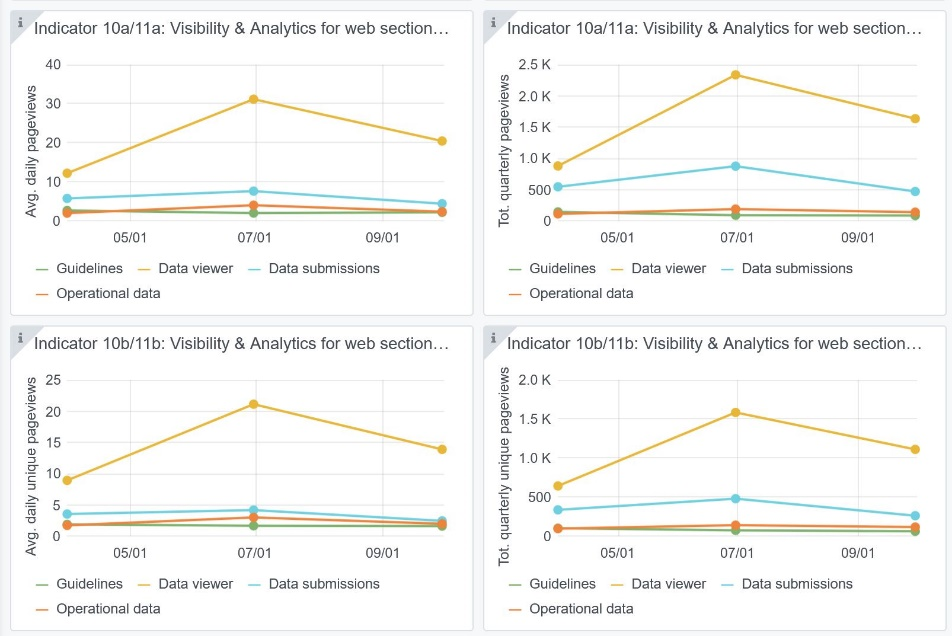 i
Indicator 10a/11a: Visibility & Analytics for web section…
Avg. daily pageviews
40
30
20
10
0
05/01 07/01 09/01
Guidelines Data viewer Data submissions
Operational data
i
Indicator 10a/11a: Visibility & Analytics for web section…
Tot. quarterly pageviews
2.5 K
2.0 K
1.5 K
1.0 K
500
0
05/01 07/01 09/01
Guidelines Data viewer Data submissions
Operational data
i
Indicator 10b/11b: Visibility & Analytics for web section…
Avg. daily unique pageviews
25
20
15
10
5
0
05/01 07/01 09/01
Guidelines Data viewer Data submissions
Operational data
i
Indicator 10b/11b: Visibility & Analytics for web section…
Tot. quarterly unique pageviews
2.0 K
1.5 K
1.0 K
500
0
05/01 07/01 09/01
Guidelines Data viewer Data submissions
Operational data